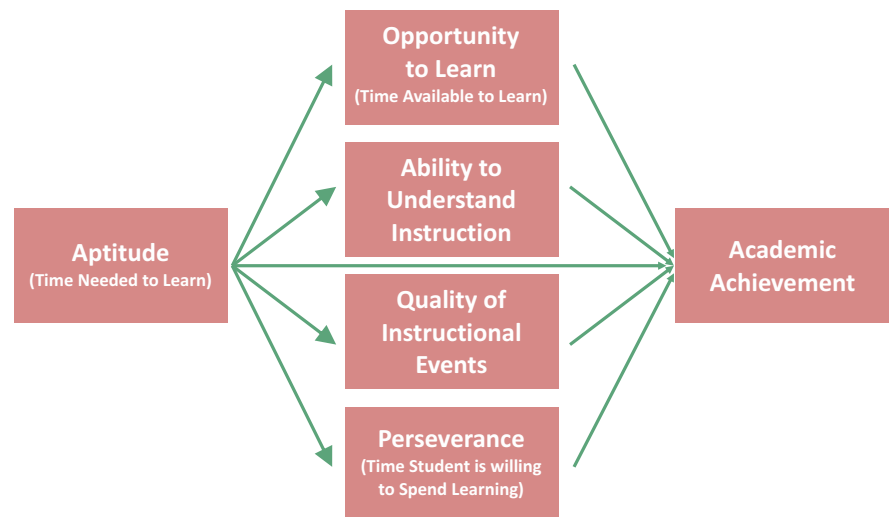 Opportunity
to Learn
(Time Available to Learn)
Ability to
Understand
Instruction
Aptitude
(Time Needed to Learn)
Academic
Achievement
Quality of
Instructional
Events
Perseverance
(Time Student is willing
to Spend Learning)